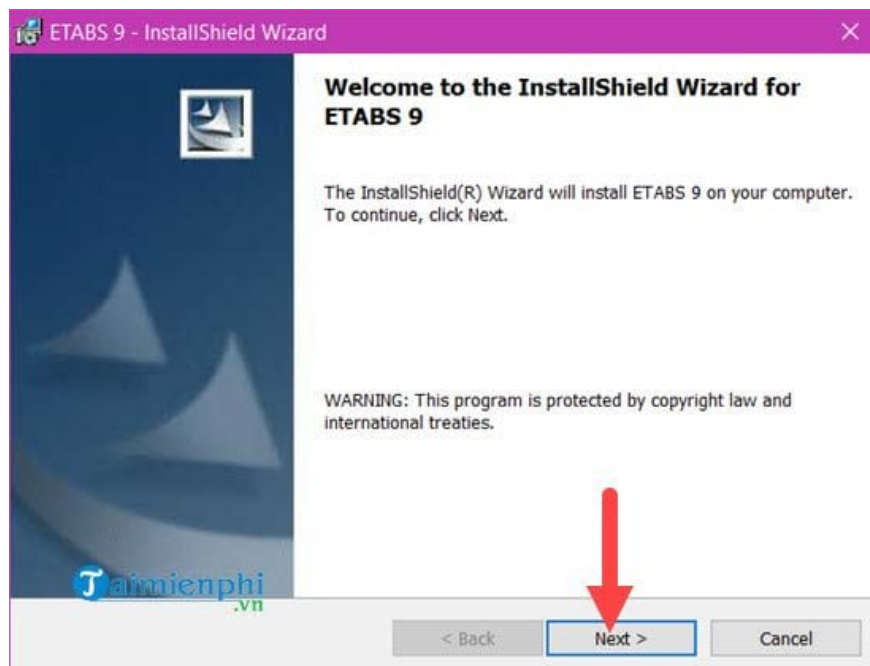 ETABS 9 - InstallShield Wizard
Welcome to the InstallShield Wizard for
ETABS 9
The InstallShield(R) Wizard will install ETABS 9 on your computer.
To continue, click Next.
WARNING: This program is protected by copyright law and
international treaties.
Taimienphi
.vn
< Back Next > Cancel